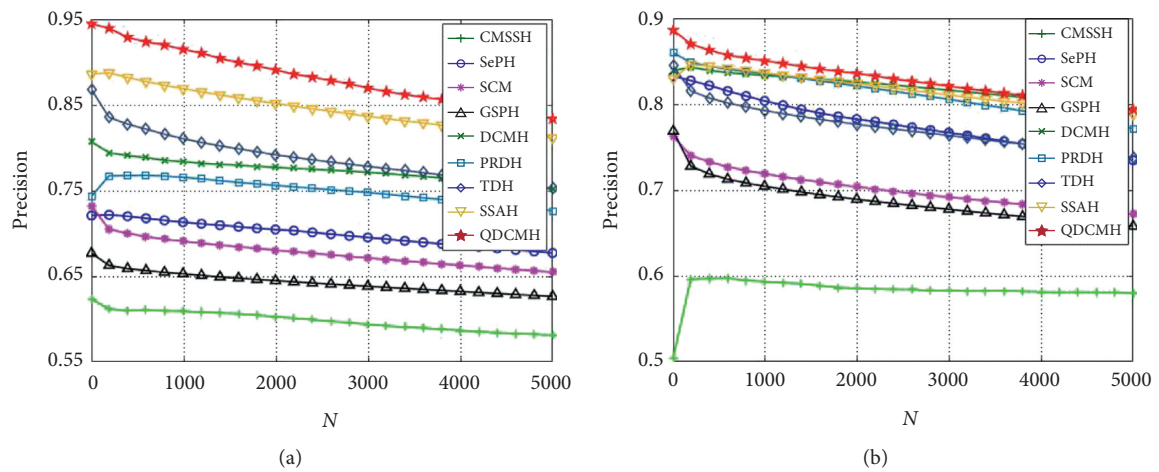 0.95
0.85
0.75
0.65
0.55
Precision
0 1000 2000 3000 4000 5000
N
CMSSH
SePH
SCM
GSPH
DCMH
PRDH
TDH
SSAH
QDCMH
(a)
0.9
0.8
0.7
0.6
0.5
Precision
0 1000 2000 3000 4000 5000
N
CMSSH
SePH
SCM
GSPH
DCMH
PRDH
TDH
SSAH
QDCMH
(b)